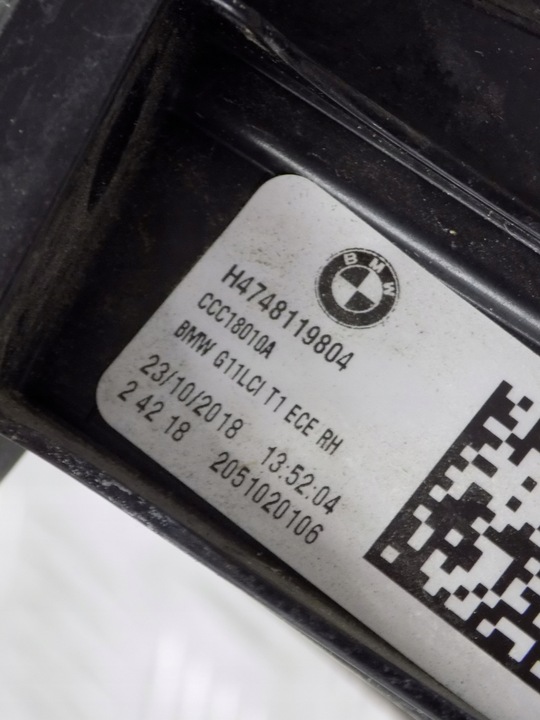 BMW
H4748119804
CCC18010A
BMW G11LCI T1 ECE RH
23/10/2018 13:52:04
2 42 18 2051020106